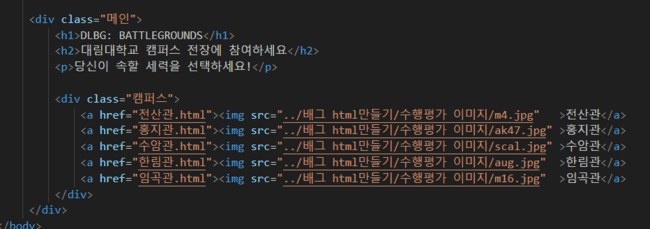 <div class="메인">
<h1>DLBG: BATTLEGROUNDS</h1>
<h2>대림대학교 캠퍼스 전장에 참여하세요</h2>
<p>당신이 속할 세력을 선택하세요!</p>
<div class="캠퍼스">
<a href="전산관.html"><img src="../배그 html만들기/수행평가 이미지/m4.jpg" >전산관</a>
<a href="홍지관.html"><img src="../배그 html만들기/수행평가 이미지/ak47.jpg" >홍지관</a>
<a href="수암관.html"><img src="../배그 html만들기/수행평가 이미지/scal.jpg" >수암관</a>
<a href="한림관.html"><img src="../배그 html만들기/수행평가 이미지/aug.jpg" >한림관</a>
<a href="임곡관.html"><img src="../배그 html만들기/수행평가 이미지/m16.jpg" >임곡관</a>
</div>
</div>
</body>